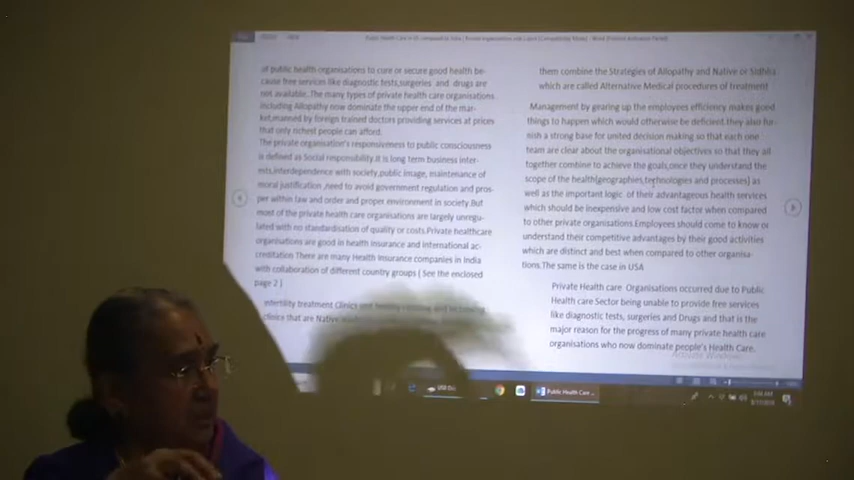 of public health organisations to cure or secure good health be-
cause free services like diagnostic tests,surgeries and drugs are
not available.The many types of private health care organisations
including Allopathy now dominate the upper end of the mar-
ket,manned by foreign trained doctors providing services at prices
that only richest people can afford.
The private organisation's responsiveness to public consciousness
is defined as Social responsibility.It is long term business inter-
ests,interdependence with society,public image, maintenance of
moral justification ,need to avoid government regulation and pros-
per within law and order and proper environment in society.But
most of the private health care organisations are largely unregu-
lated with no standardisation of quality or costs.Private healthcare
organisations are good in health insurance and international ac-
creditation There are many Health Insurance companies in India
with collaboration of different country groups ( See the enclosed
page 2 )
Infertility treatment Clinics and
clinics that are Native
them combine the Strategies of Allopathy and Native or Sidhha
which are called Alternative Medical procedures of treatment
Management by gearing up the employees efficiency makes good
things to happen which would otherwise be deficient.they also fur-
nish a strong base for united decision making so that each one
team are clear about the organisational objectives so that they all
together combine to achieve the goals,once they understand the
scope of the health(geographies,technologies and processes) as
well as the important logic of their advantageous health services
which should be inexpensive and low cost factor when compared
to other private organisations.Employees should come to know or
understand their competitive advantages by their good activities
which are distinct and best when compared to other organisa-
tions.The same is the case in USA
Private Health care Organisations occurred due to Public
Health care Sector being unable to provide free services
like diagnostic tests, surgeries and Drugs and that is the
major reason for the progress of many private health care
organisations who now dominate people's Health Care.
Public Health Care ...